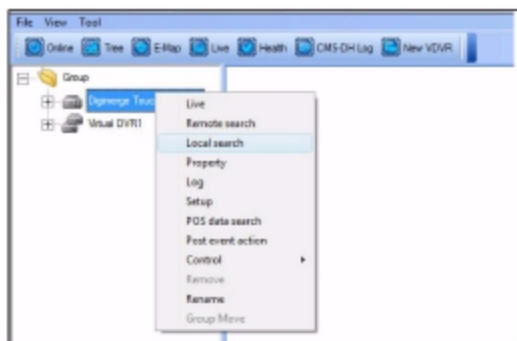 File View Tool
Online Tree E-Map Live Health CMS-DH Log New VDVR
Group
Digimerge
Virtual DVR1
Live
Remote search
Local search
Property
Log
Setup
POS data search
Post event action
Control
Remove
Rename
Group Move